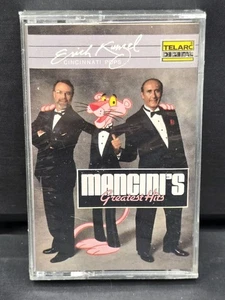 Erich Kunzel
CINCINNATI POPS
TELARC
DIGITAL
mancini's
Greatest Hits